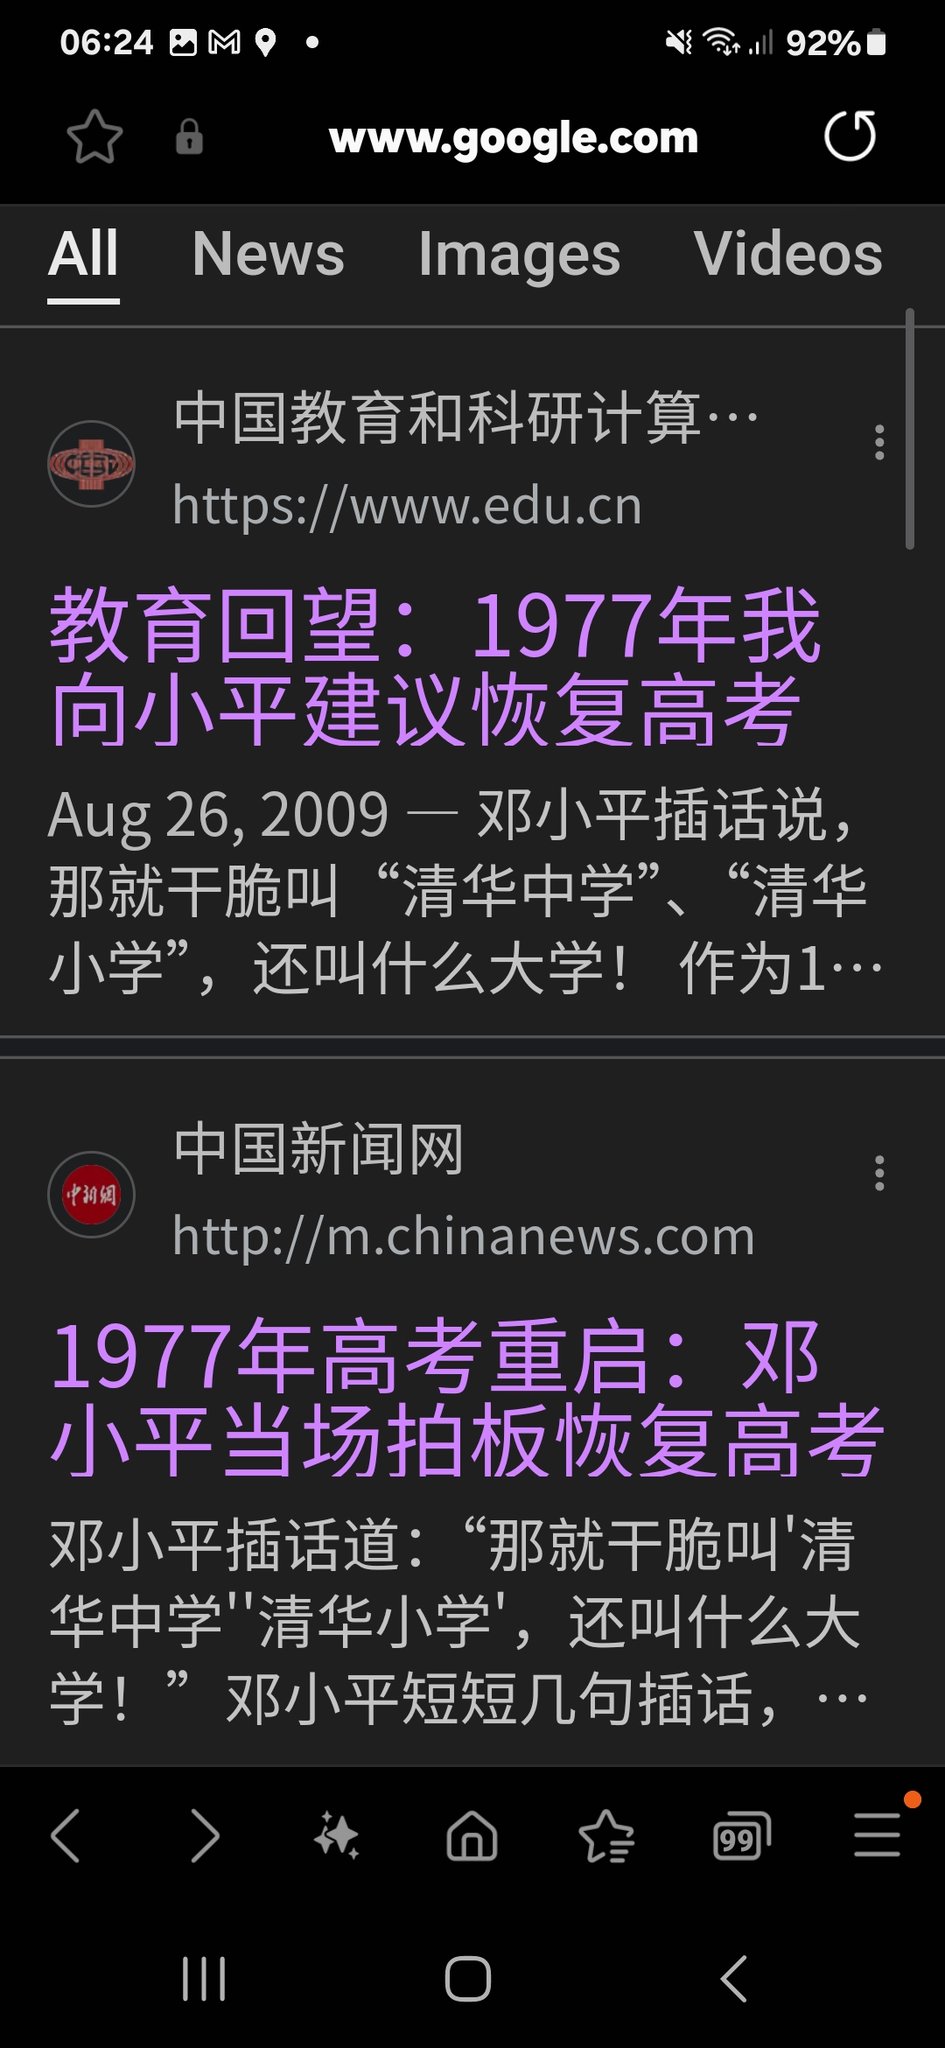 06:24
92%
www.google.com
All News Images Videos
中国教育和科研计算…
https://www.edu.cn
教育回望：1977年我
向小平建议恢复高考
Aug 26, 2009 — 邓小平插话说，
那就干脆叫“清华中学”、“清华
小学”，还叫什么大学！ 作为1…
中国新闻网
http://m.chinanews.com
中新網
1977年高考重启：邓
小平当场拍板恢复高考
邓小平插话道：“那就干脆叫'清
华中学''清华小学'，还叫什么大
学！”邓小平短短几句插话，…
99